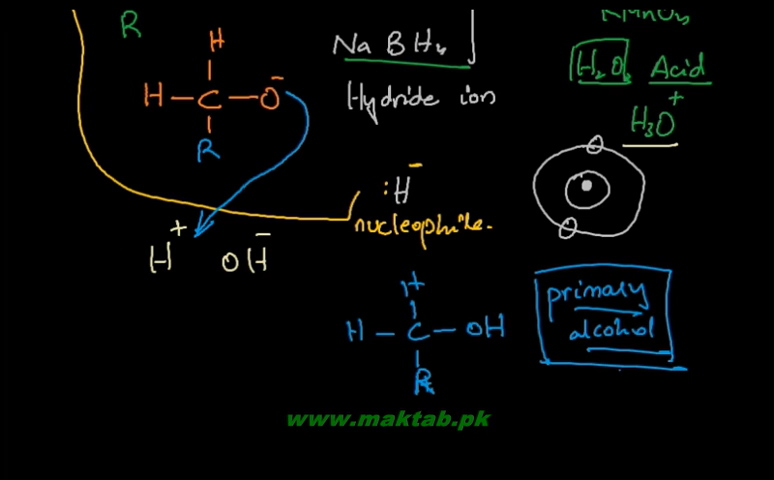 R
H
H - C - O⁻
R
H⁺ OH⁻
NaBH₄
Hydride ion
:H⁻
nucleophile.
H₂O, Acid
H₃O⁺
H
H - C - OH
R
primary
alcohol
www.maktab.pk